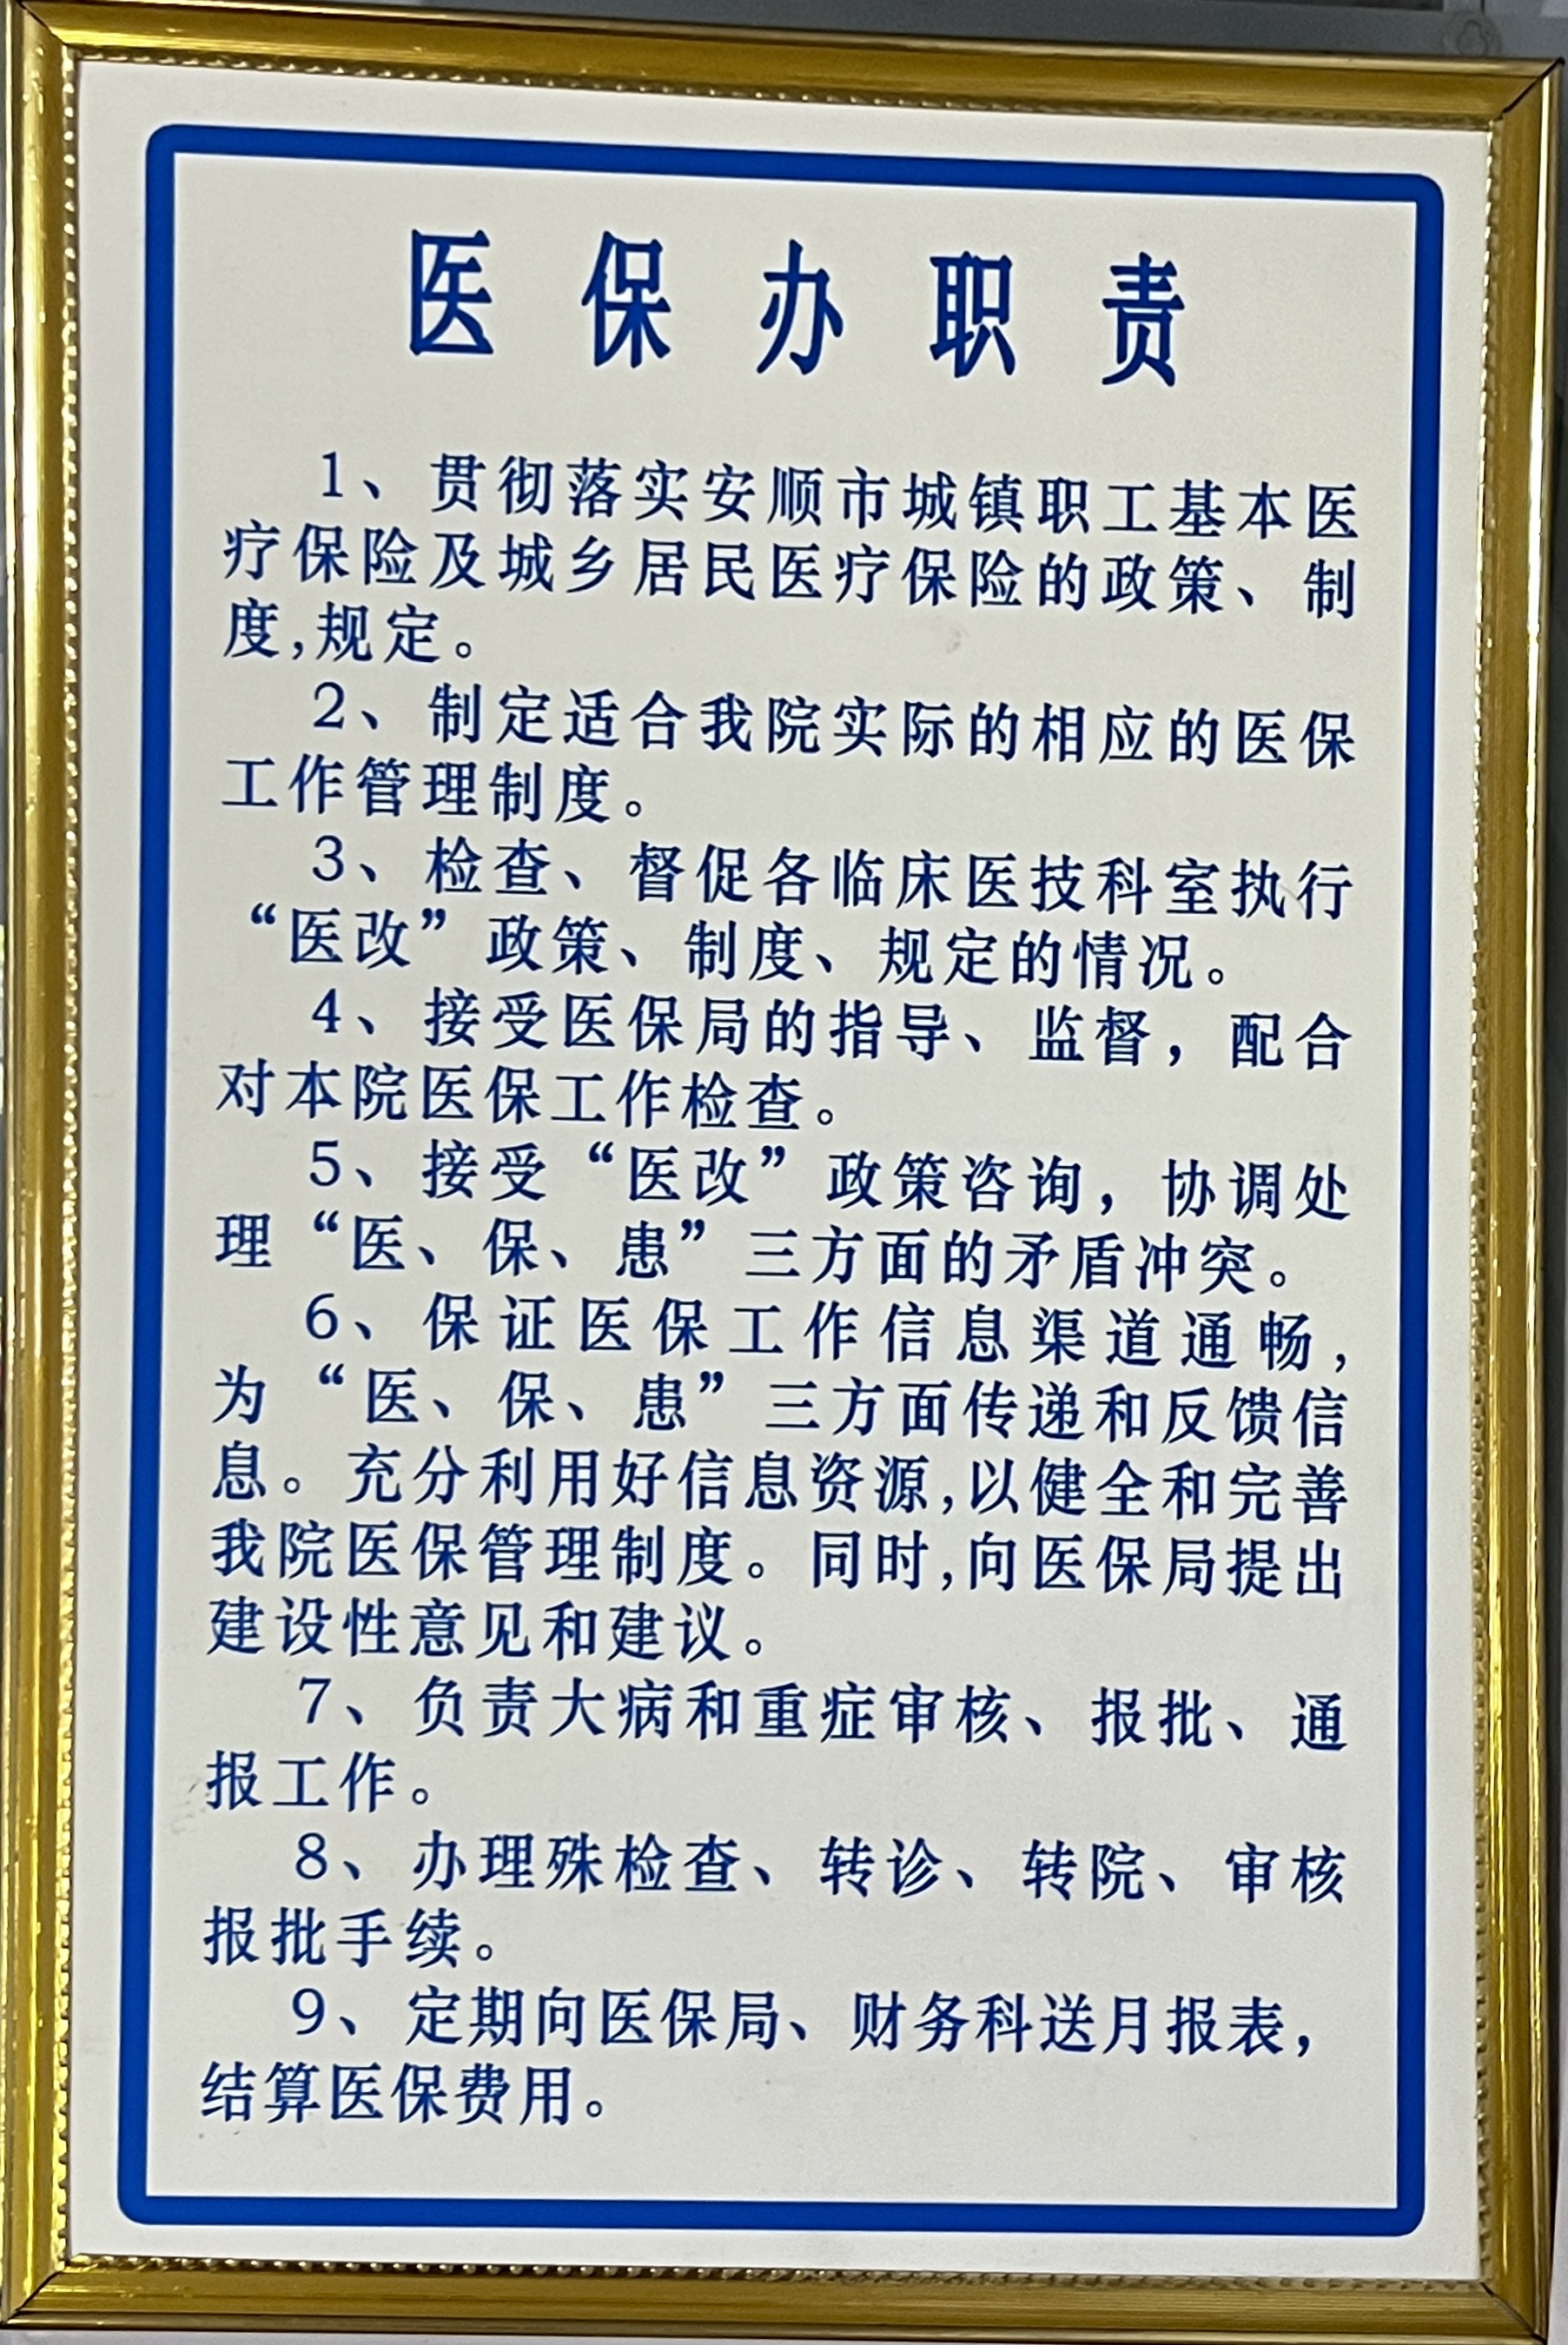 医保办职责
1、贯彻落实安顺市城镇职工基本医
疗保险及城乡居民医疗保险的政策、制
度,规定。
2、制定适合我院实际的相应的医保
工作管理制度。
3、检查、督促各临床医技科室执行
“医改”政策、制度、规定的情况。
4、接受医保局的指导、监督，配合
对本院医保工作检查。
5、接受“医改”政策咨询，协调处
理“医、保、患”三方面的矛盾冲突。
6、保证医保工作信息渠道通畅，
为“医、保、患”三方面传递和反馈信
息。充分利用好信息资源,以健全和完善
我院医保管理制度。同时,向医保局提出
建设性意见和建议。
7、负责大病和重症审核、报批、通
报工作。
8、办理殊检查、转诊、转院、审核
报批手续。
9、定期向医保局、财务科送月报表，
结算医保费用。